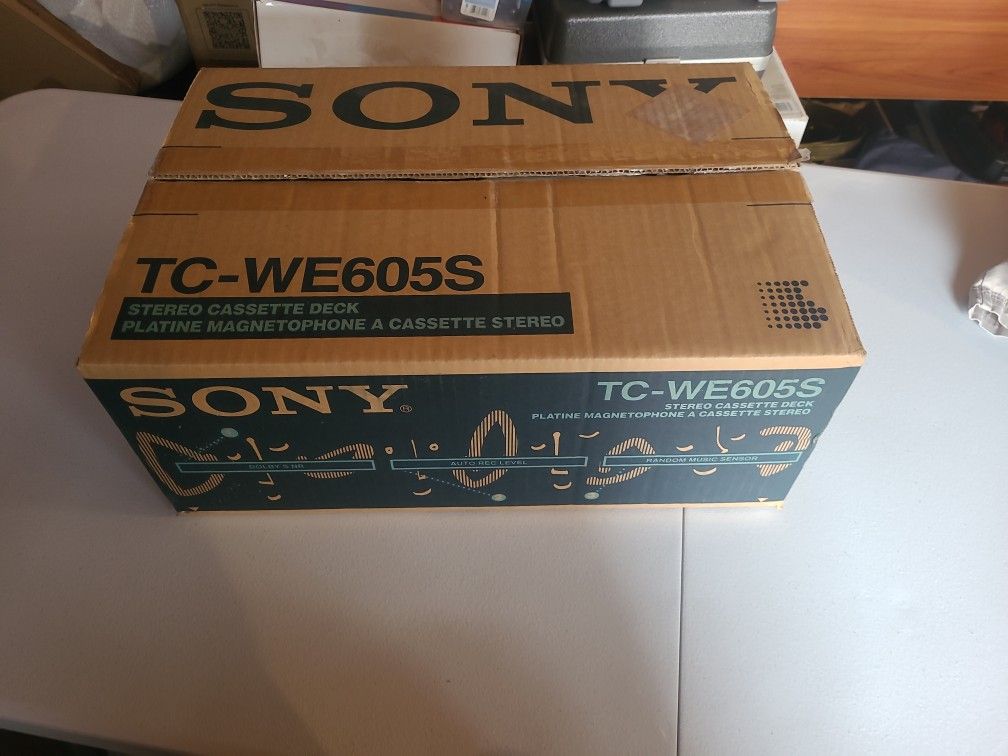 SONY
TC-WE605S
STEREO CASSETTE DECK
PLATINE MAGNETOPHONE A CASSETTE STEREO
SONY®
TC-WE605S
STEREO CASSETTE DECK
PLATINE MAGNETOPHONE A CASSETTE STEREO
DOLBY S NR
AUTO REC LEVEL
RANDOM MUSIC SENSOR